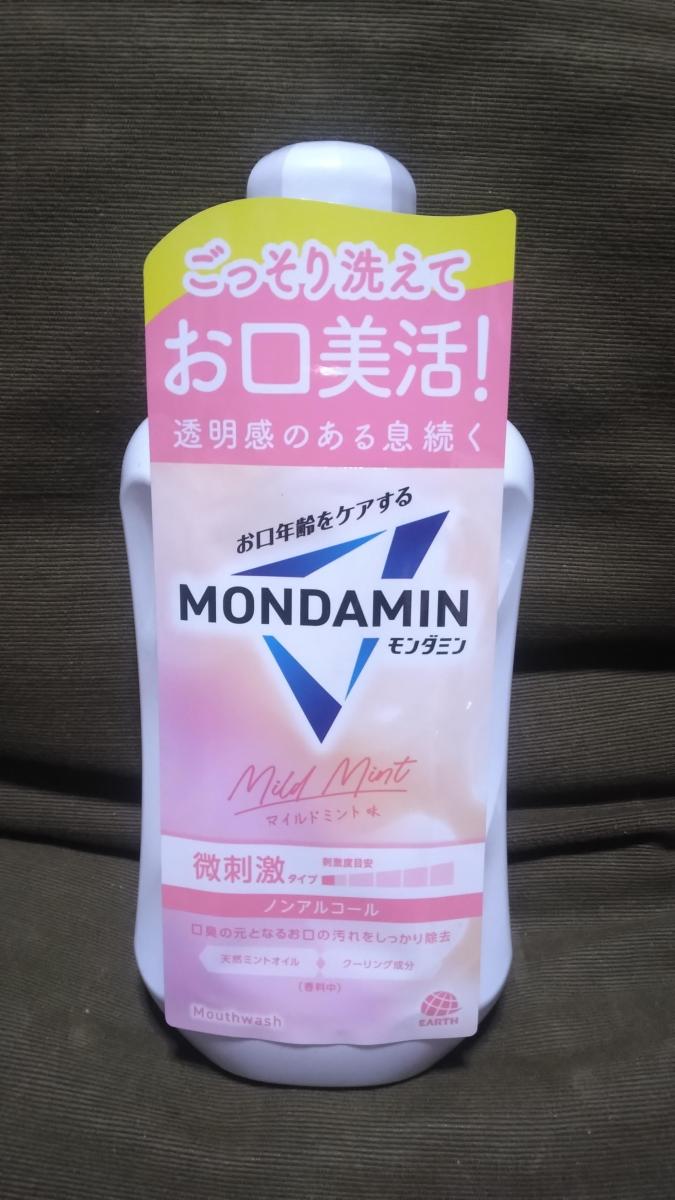 ごっそり洗えて
お口美活!
透明感のある息続く
お口年齢をケアする
MONDAMIN
モンダミン
Mild Mint
マイルドミント味
微刺激タイプ 刺激度目安
ノンアルコール
口臭の元となるお口の汚れをしっかり除去
天然ミントオイル クーリング成分
(香料中)
Mouthwash
EARTH